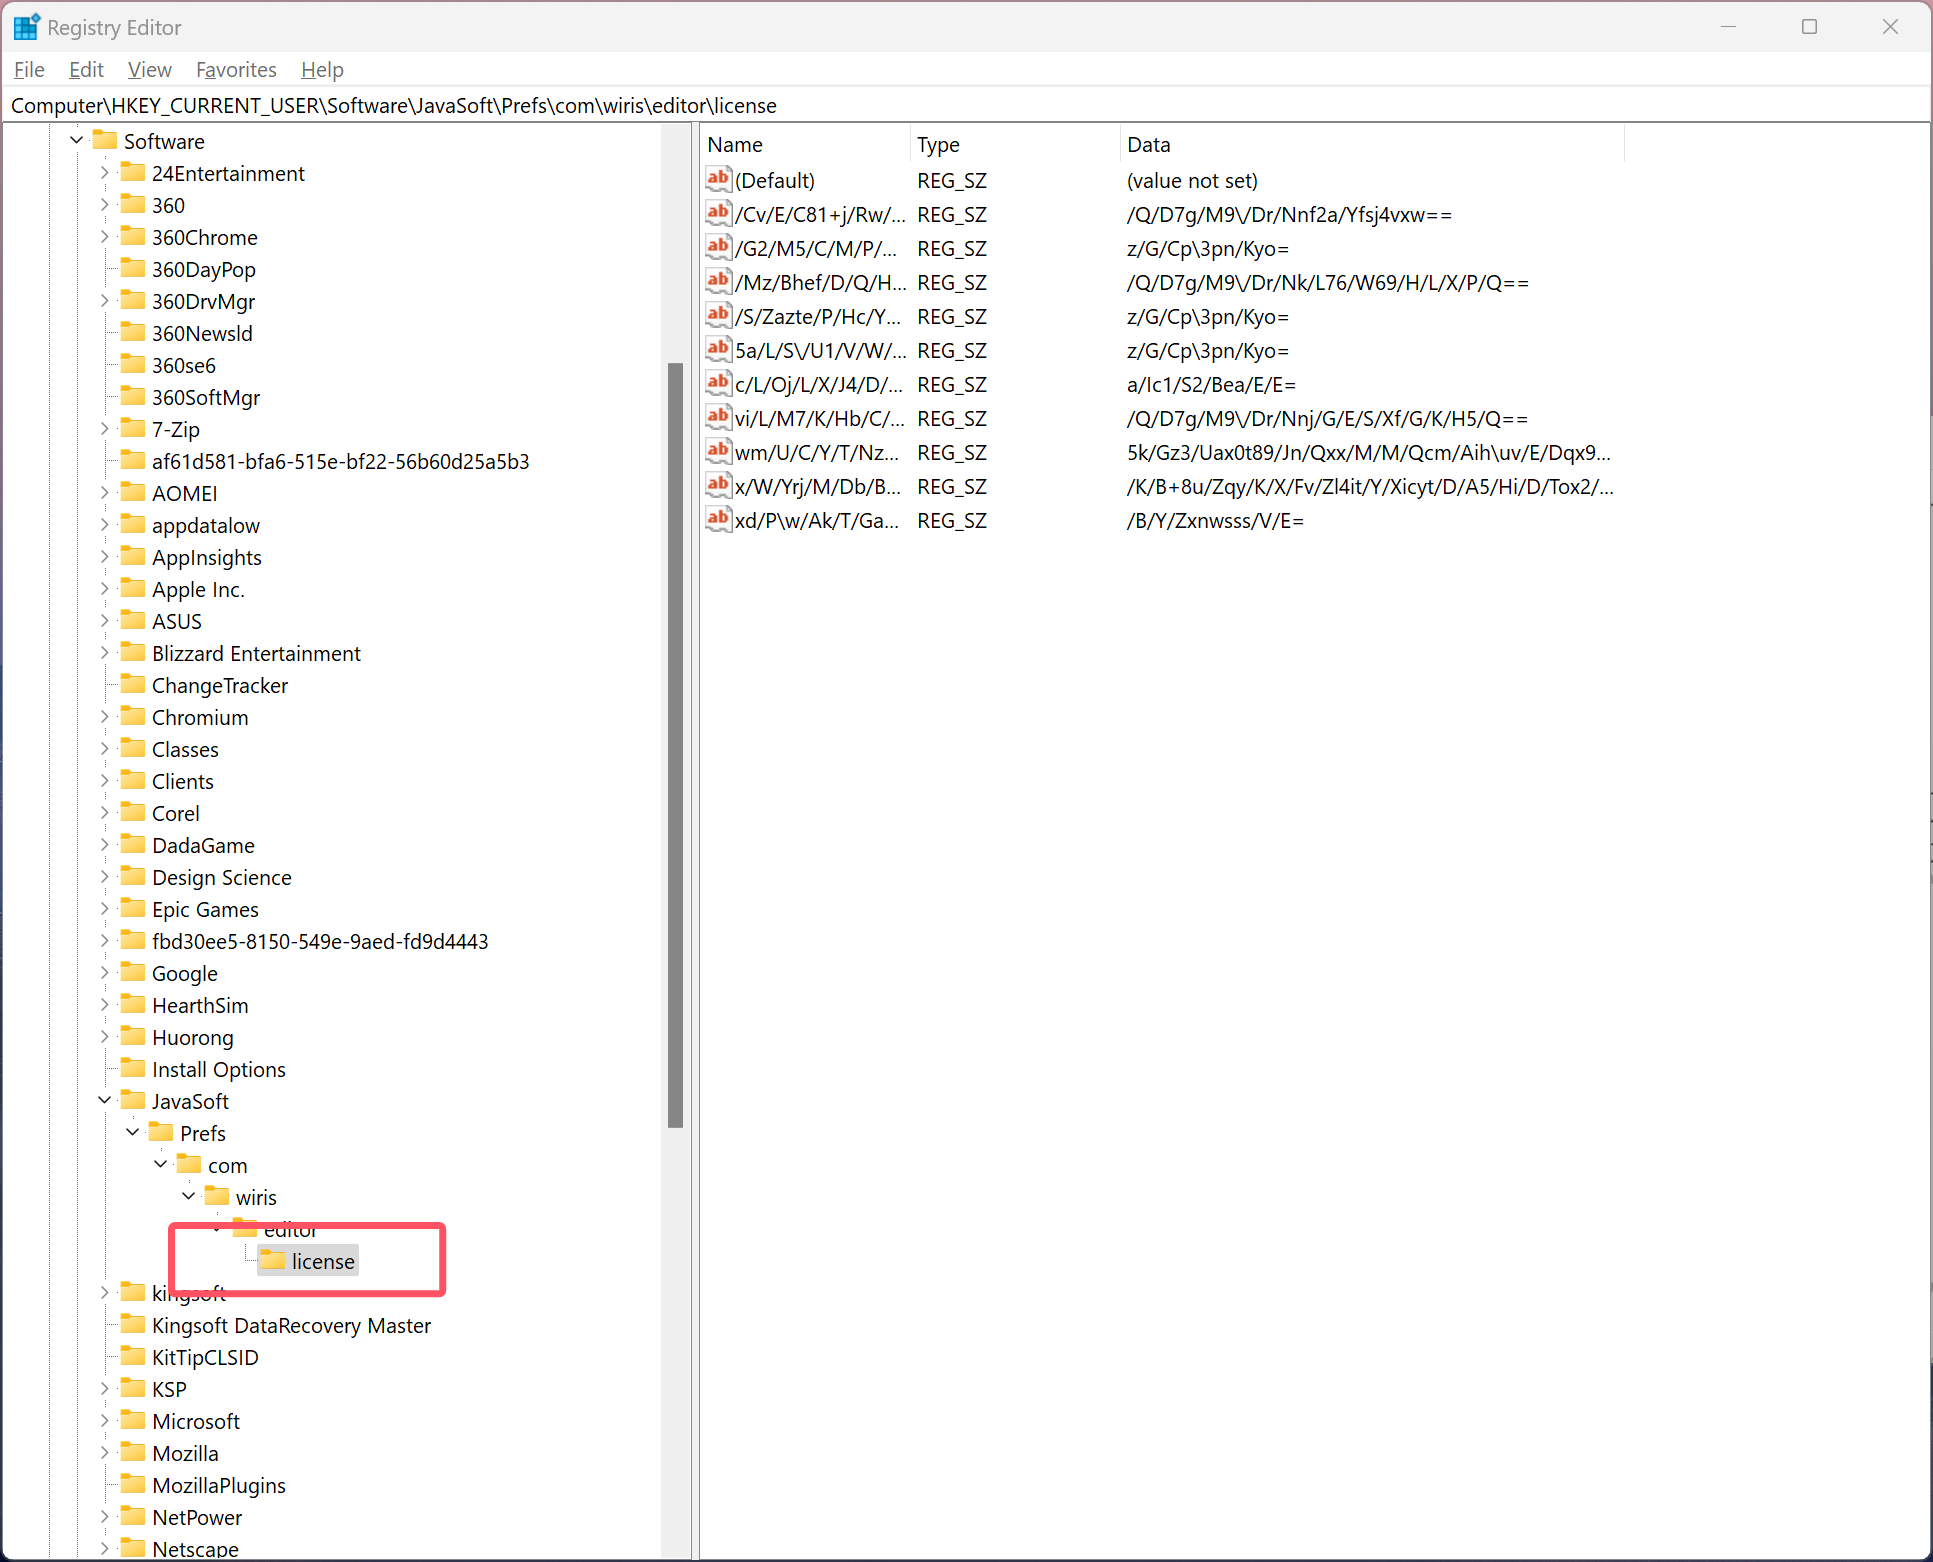 Registry Editor
File Edit View Favorites Help
Computer\HKEY_CURRENT_USER\Software\JavaSoft\Prefs\com\wiris\editor\license
Software
24Entertainment
360
360Chrome
360DayPop
360DrvMgr
360Newsld
360se6
360SoftMgr
7-Zip
af61d581-bfa6-515e-bf22-56b60d25a5b3
AOMEI
appdatalow
AppInsights
Apple Inc.
ASUS
Blizzard Entertainment
ChangeTracker
Chromium
Classes
Clients
Corel
DadaGame
Design Science
Epic Games
fbd30ee5-8150-549e-9aed-fd9d4443
Google
HearthSim
Huorong
Install Options
JavaSoft
Prefs
com
wiris
editor
license
kingsoft
Kingsoft DataRecovery Master
KitTipCLSID
KSP
Microsoft
Mozilla
MozillaPlugins
NetPower
Netscape
Name Type Data
(Default) REG_SZ (value not set)
/Cv/E/C81+j/Rw/... REG_SZ /Q/D7g/M9\/Dr/Nnf2a/Yfsj4vxw==
/G2/M5/C/M/P/... REG_SZ z/G/Cp\3pn/Kyo=
/Mz/Bhef/D/Q/H... REG_SZ /Q/D7g/M9\/Dr/Nk/L76/W69/H/L/X/P/Q==
/S/Zazte/P/Hc/Y... REG_SZ z/G/Cp\3pn/Kyo=
5a/L/S\/U1/V/W/... REG_SZ z/G/Cp\3pn/Kyo=
c/L/Oj/L/X/J4/D/... REG_SZ a/Ic1/S2/Bea/E/E=
vi/L/M7/K/Hb/C/... REG_SZ /Q/D7g/M9\/Dr/Nnj/G/E/S/Xf/G/K/H5/Q==
wm/U/C/Y/T/Nz... REG_SZ 5k/Gz3/Uax0t89/Jn/Qxx/M/M/Qcm/Aih\uv/E/Dqx9...
x/W/Yrj/M/Db/B... REG_SZ /K/B+8u/Zqy/K/X/Fv/Zl4it/Y/Xicyt/D/A5/Hi/D/Tox2/...
xd/P\w/Ak/T/Ga... REG_SZ /B/Y/Zxnwsss/V/E=